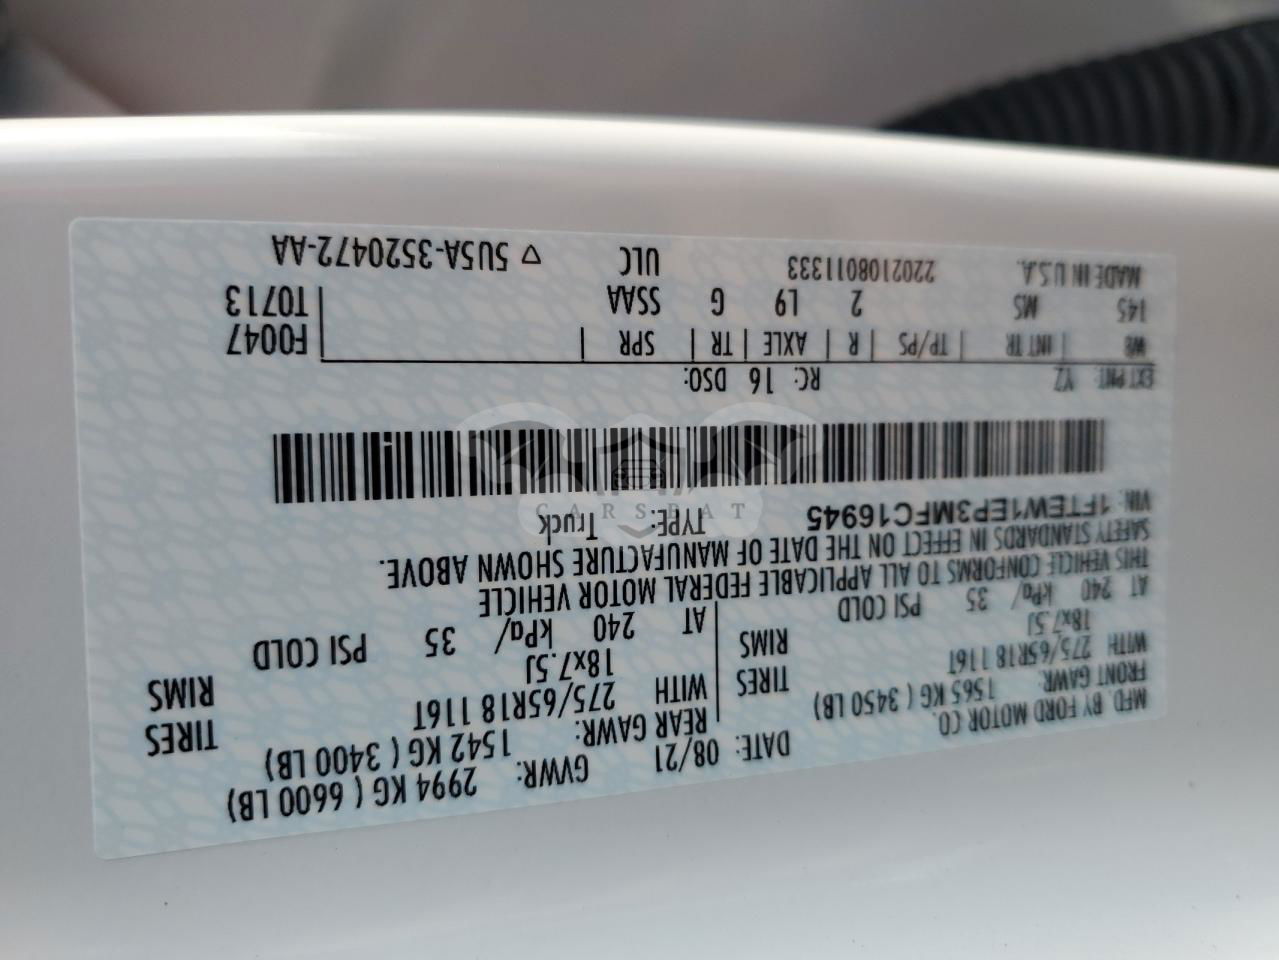 MFD. BY FORD MOTOR CO. DATE: 08/21 GVWR: 2994 KG ( 6600 LB)
FRONT GAWR: 1565 KG ( 3450 LB) REAR GAWR: 1542 KG ( 3400 LB)
WITH 275/65R18 116T TIRES WITH 275/65R18 116T TIRES
18x7.5J RIMS 18x7.5J RIMS
AT 240 kPa/ 35 PSI COLD AT 240 kPa/ 35 PSI COLD
THIS VEHICLE CONFORMS TO ALL APPLICABLE FEDERAL MOTOR VEHICLE
SAFETY STANDARDS IN EFFECT ON THE DATE OF MANUFACTURE SHOWN ABOVE.
VIN: 1FTEW1EP3MFC16945 TYPE: Truck
CARSPAT
EXT PNT: YZ RC: 16 DSO:
WB | INT TR | TP/PS | R | AXLE | TR | SPR | F0047
145 MS 2 L9 G SSAA T0713
MADE IN U.S.A. 2202108011333 ULC ▽ 5U5A-3520472-AA